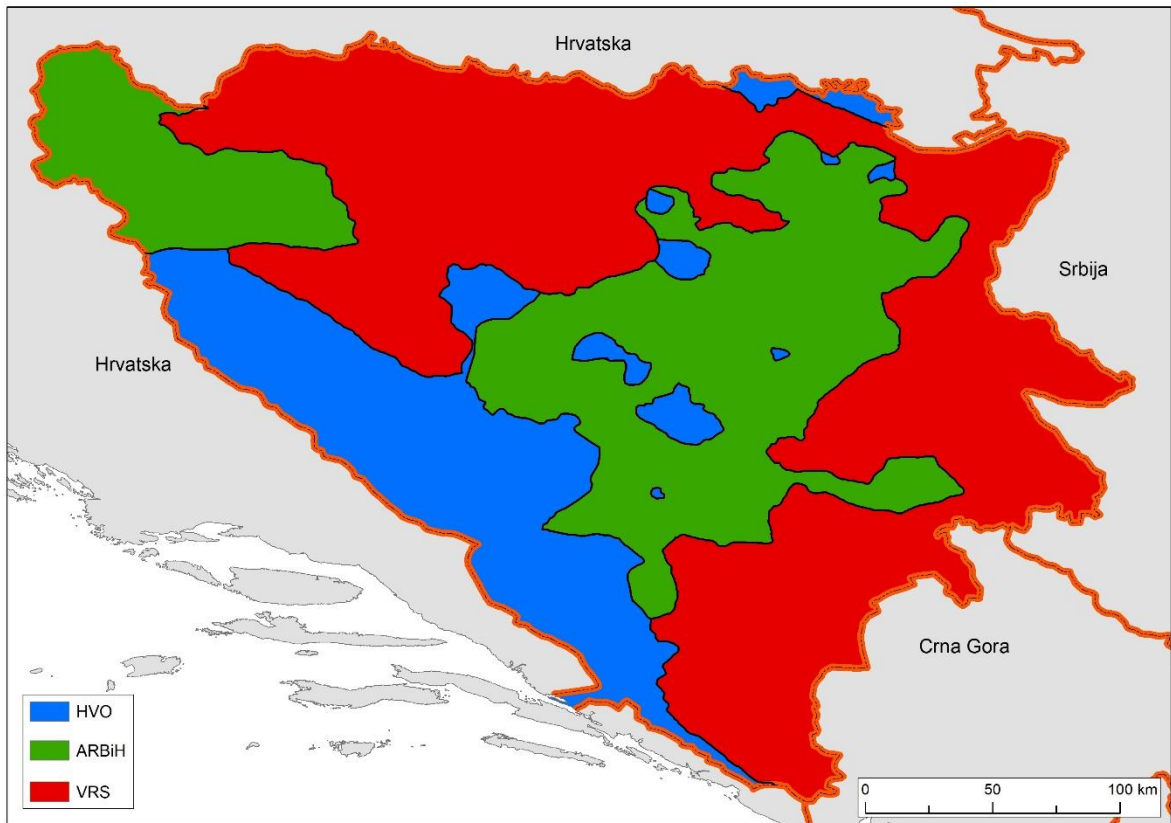 Hrvatska
Srbija
Hrvatska
Crna Gora
HVO
ARBiH
VRS
0 50 100 km